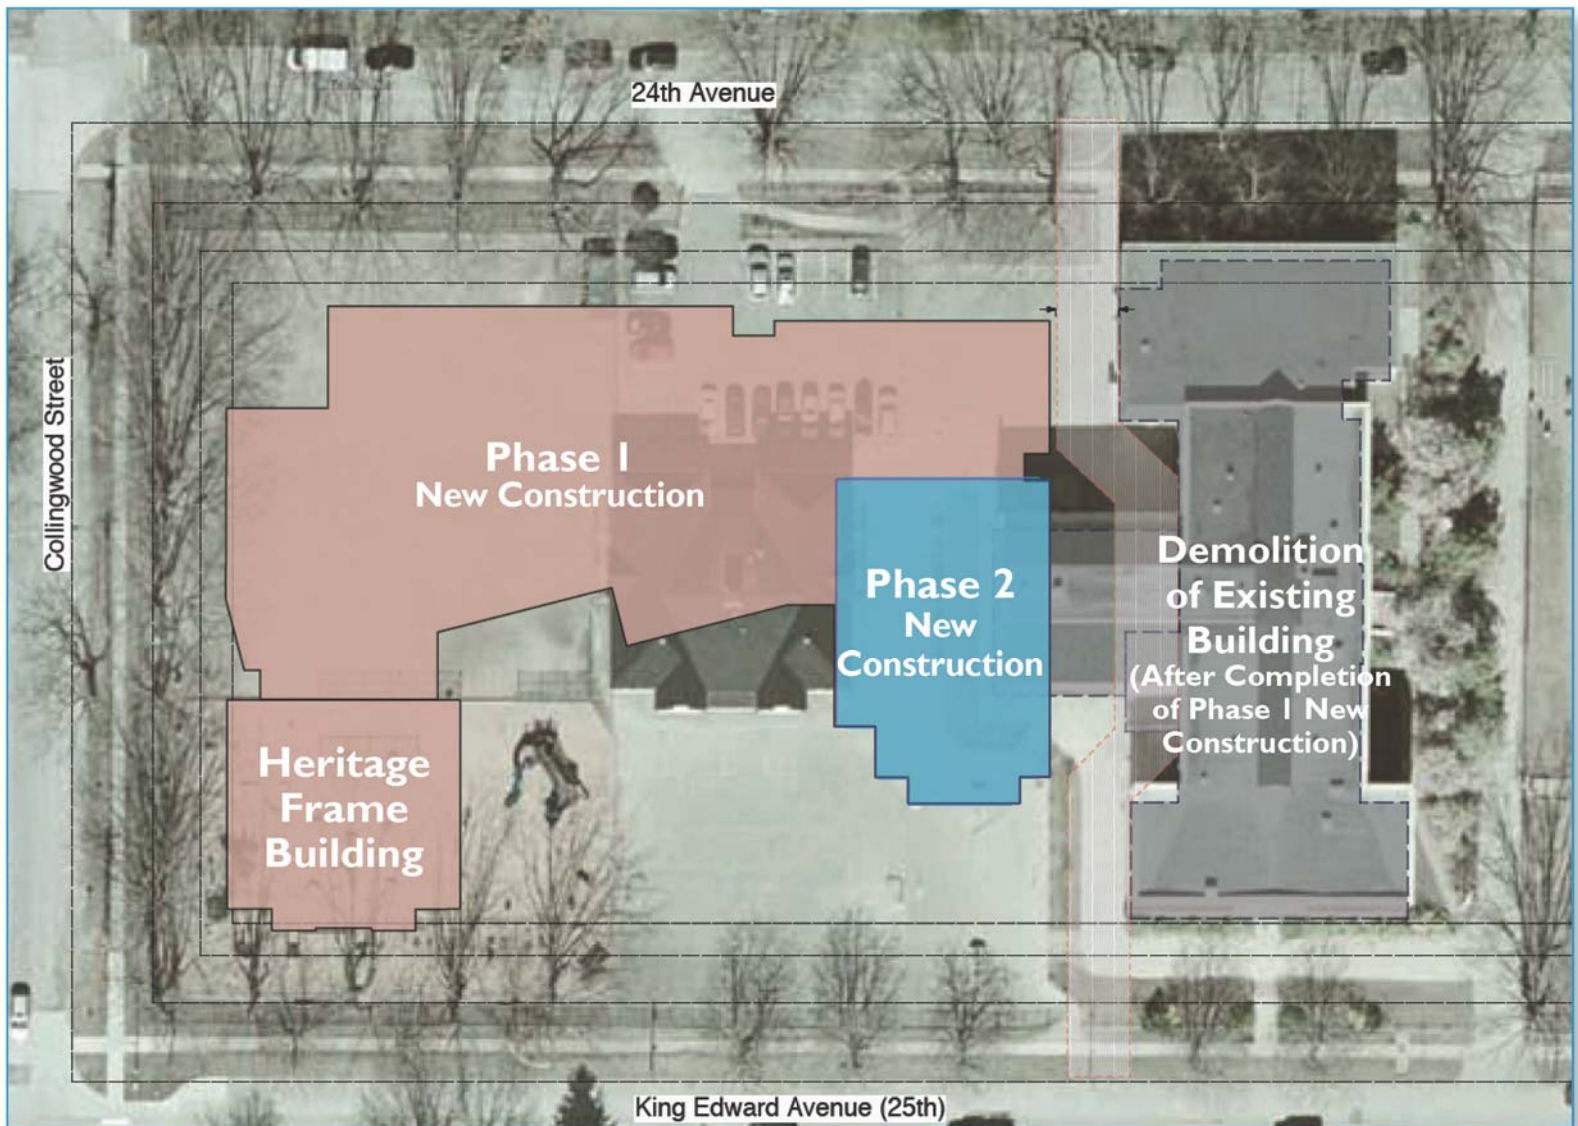 24th Avenue
Collingwood Street
Phase 1
New Construction
Phase 2
New
Construction
Demolition
of Existing
Building
(After Completion
of Phase 1 New
Construction)
Heritage
Frame
Building
King Edward Avenue (25th)